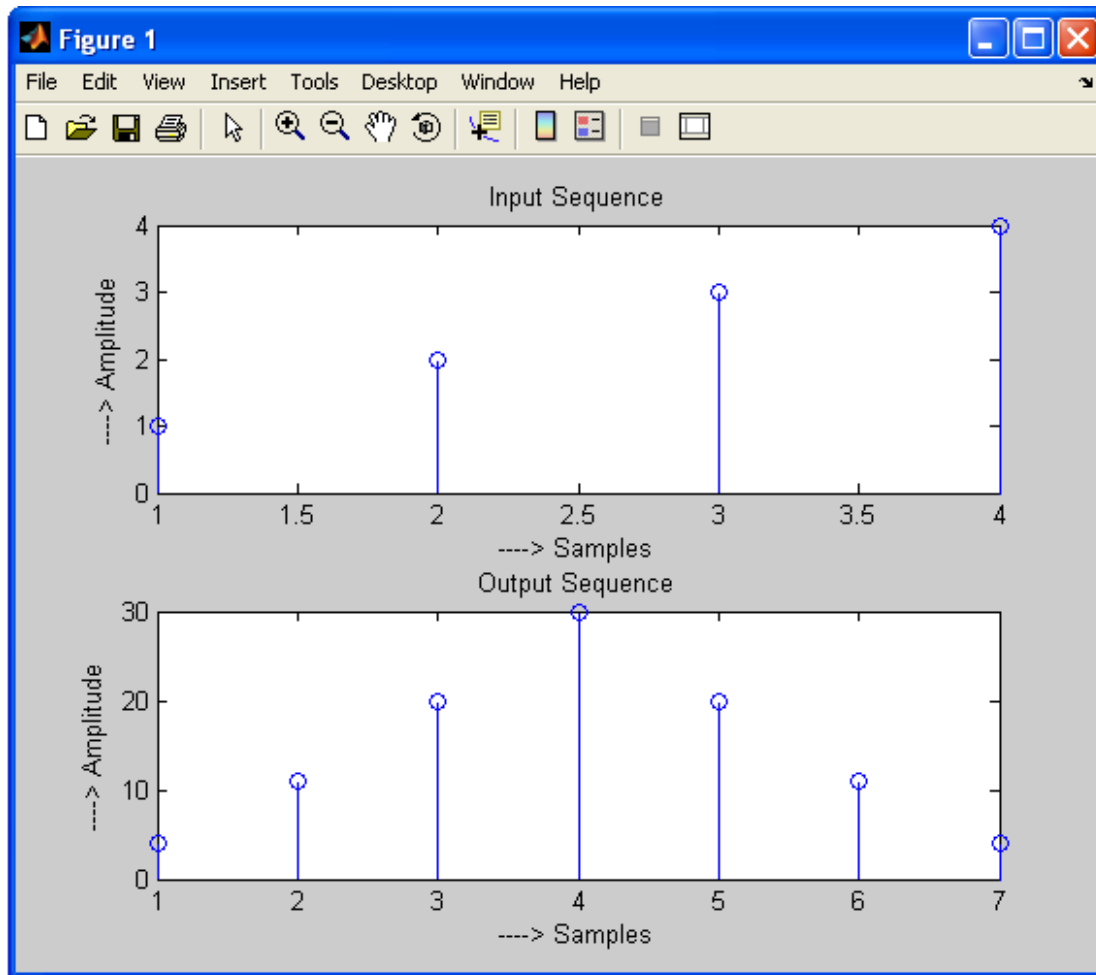 Figure 1
File Edit View Insert Tools Desktop Window Help
Input Sequence
4
3
2
1
0
----> Amplitude
1 1.5 2 2.5 3 3.5 4
----> Samples
Output Sequence
30
20
10
0
----> Amplitude
1 2 3 4 5 6 7
----> Samples